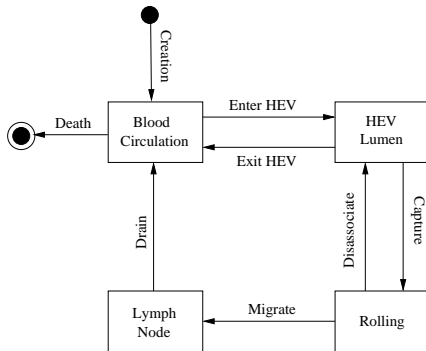 Creation
Death
Blood
Circulation
Enter HEV
Exit HEV
HEV
Lumen
Drain
Disassociate
Capture
Lymph
Node
Migrate
Rolling